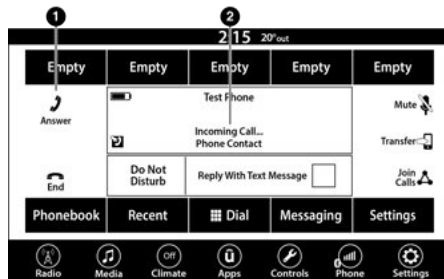 1 2
2 15 20°out
Empty Empty Empty Empty Empty
Test Phone
Answer
Mute
Incoming Call...
Phone Contact
Transfer
End
Do Not
Disturb
Reply With Text Message
Join
Calls
Phonebook Recent Dial Messaging Settings
Off ū
Radio Media Climate Apps Controls Phone Settings